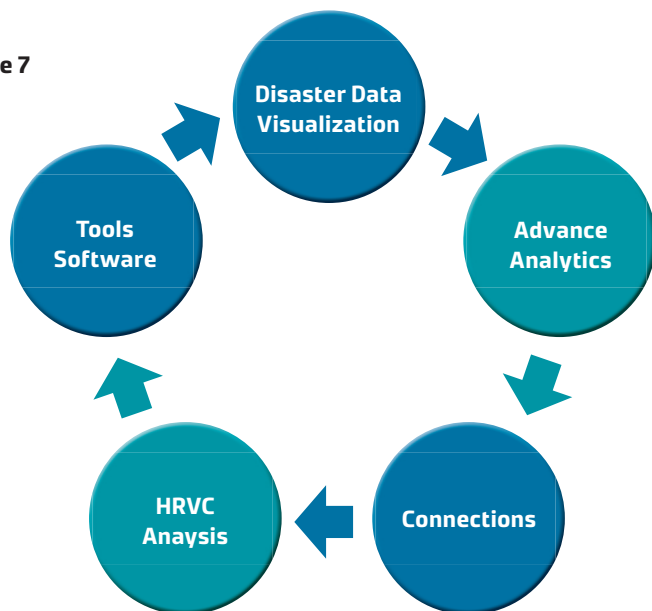 e 7
Disaster Data
Visualization
Advance
Analytics
Connections
HRVC
Anaysis
Tools
Software